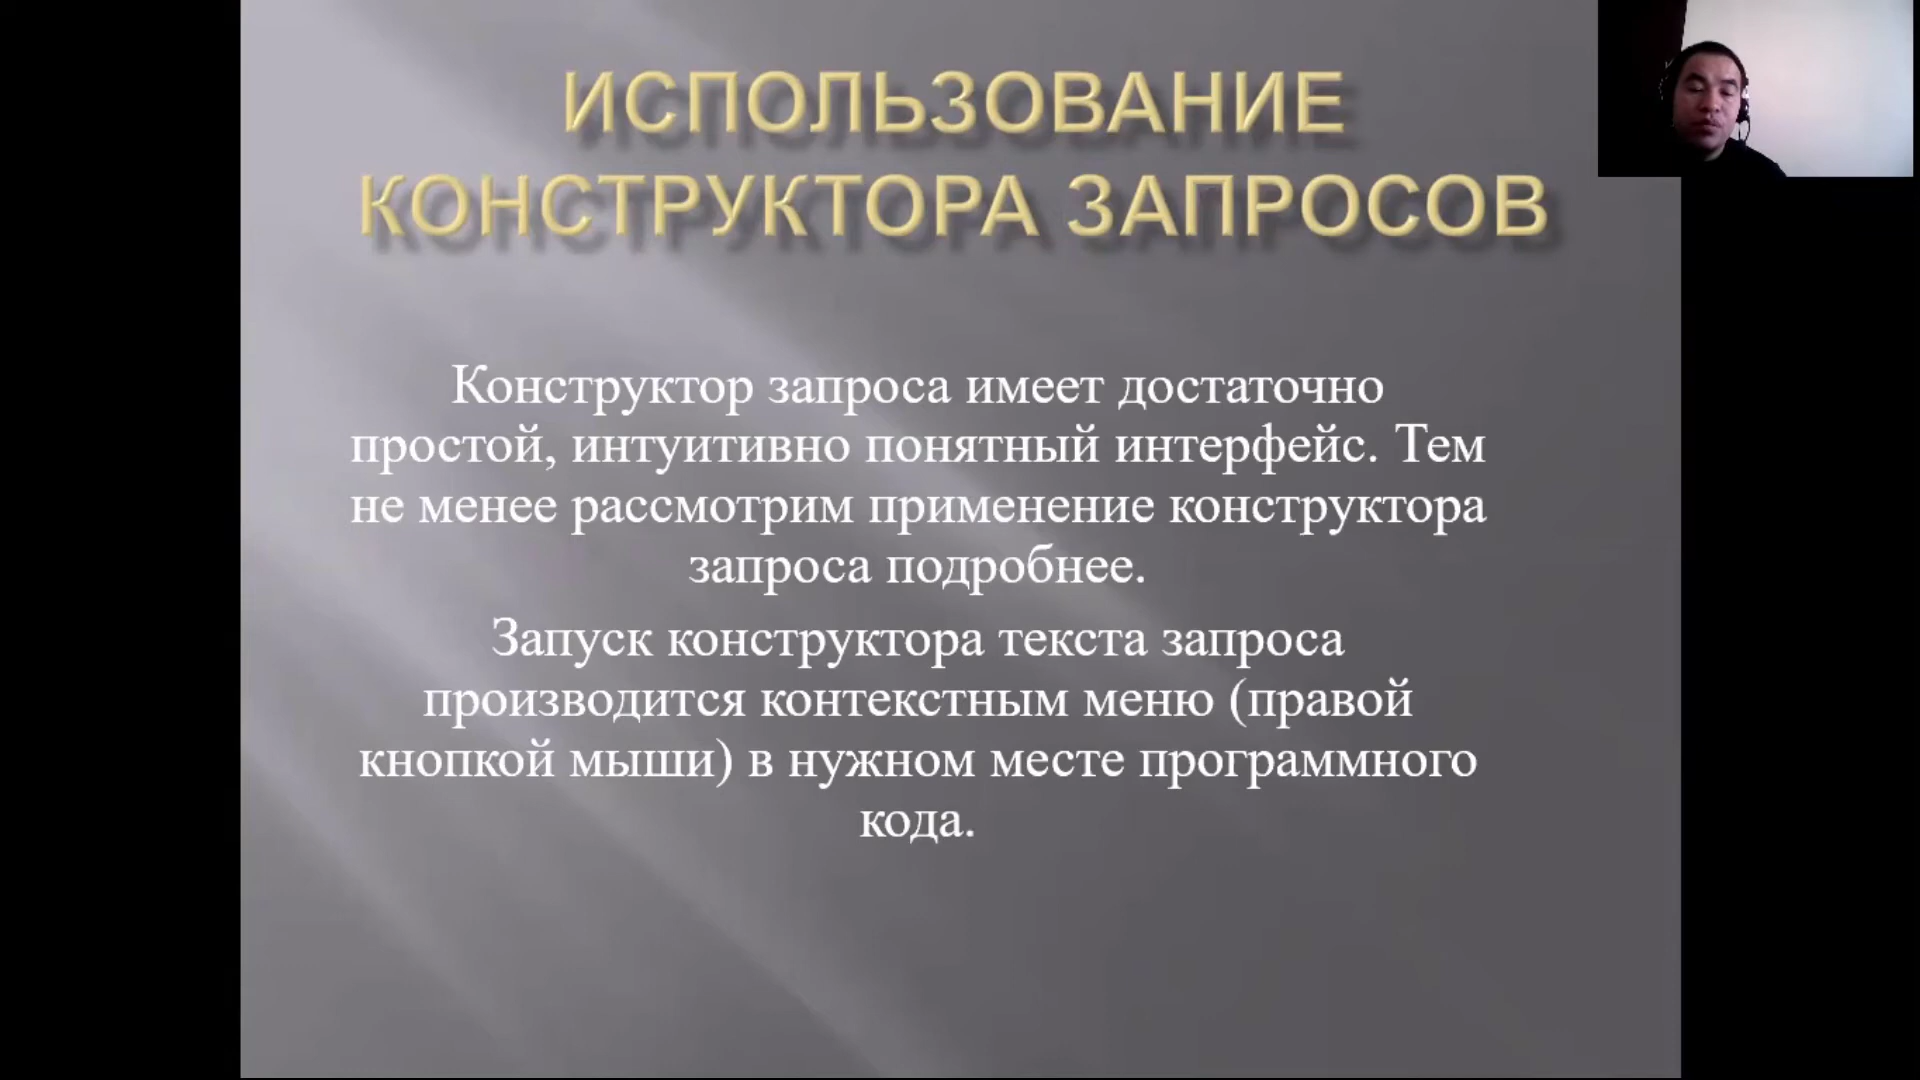 ИСПОЛЬЗОВАНИЕ
КОНСТРУКТОРА ЗАПРОСОВ
Конструктор запроса имеет достаточно
простой, интуитивно понятный интерфейс. Тем
не менее рассмотрим применение конструктора
запроса подробнее.
Запуск конструктора текста запроса
производится контекстным меню (правой
кнопкой мыши) в нужном месте программного
кода.